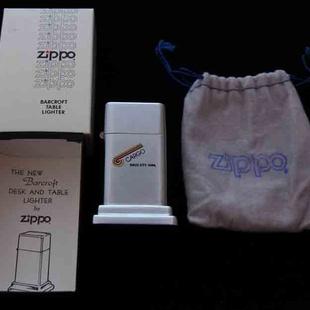 zippo
BARCROFT
TABLE
LIGHTER
THE NEW
Barcroft
DESK AND TABLE
LIGHTER
by
zippo
CARGO
zippo